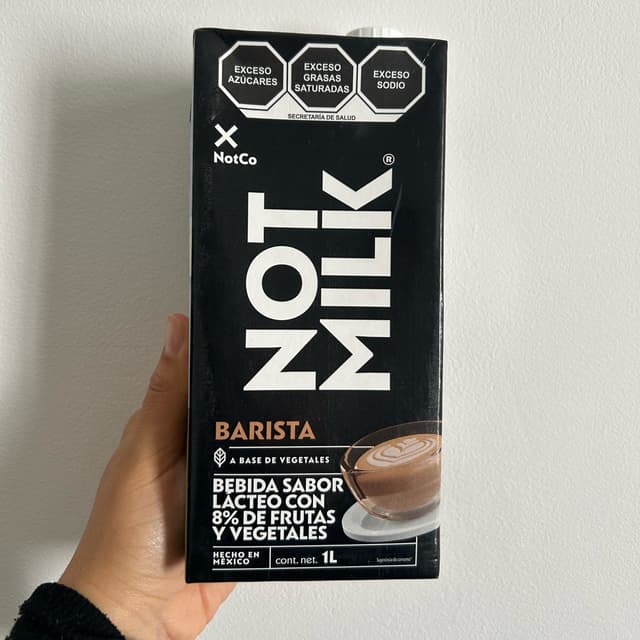 EXCESO AZÚCARES
EXCESO GRASAS SATURADAS
EXCESO SODIO
SECRETARÍA DE SALUD
NotCo
NOT
MILK®
BARISTA
A BASE DE VEGETALES
BEBIDA SABOR
LÁCTEO CON
8% DE FRUTAS
Y VEGETALES
HECHO EN
MÉXICO
cont. net. 1L